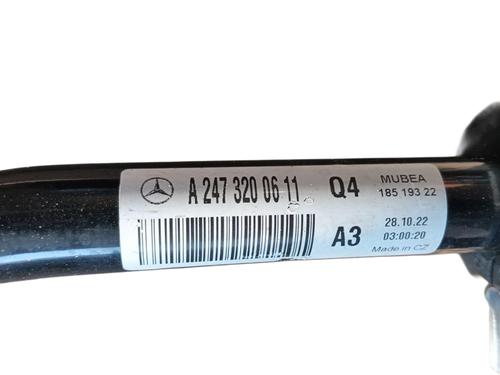 A 247 320 06 11 Q4 MUBEA
185 193 22
A3 28.10.22
03:00:20
Made in CZ